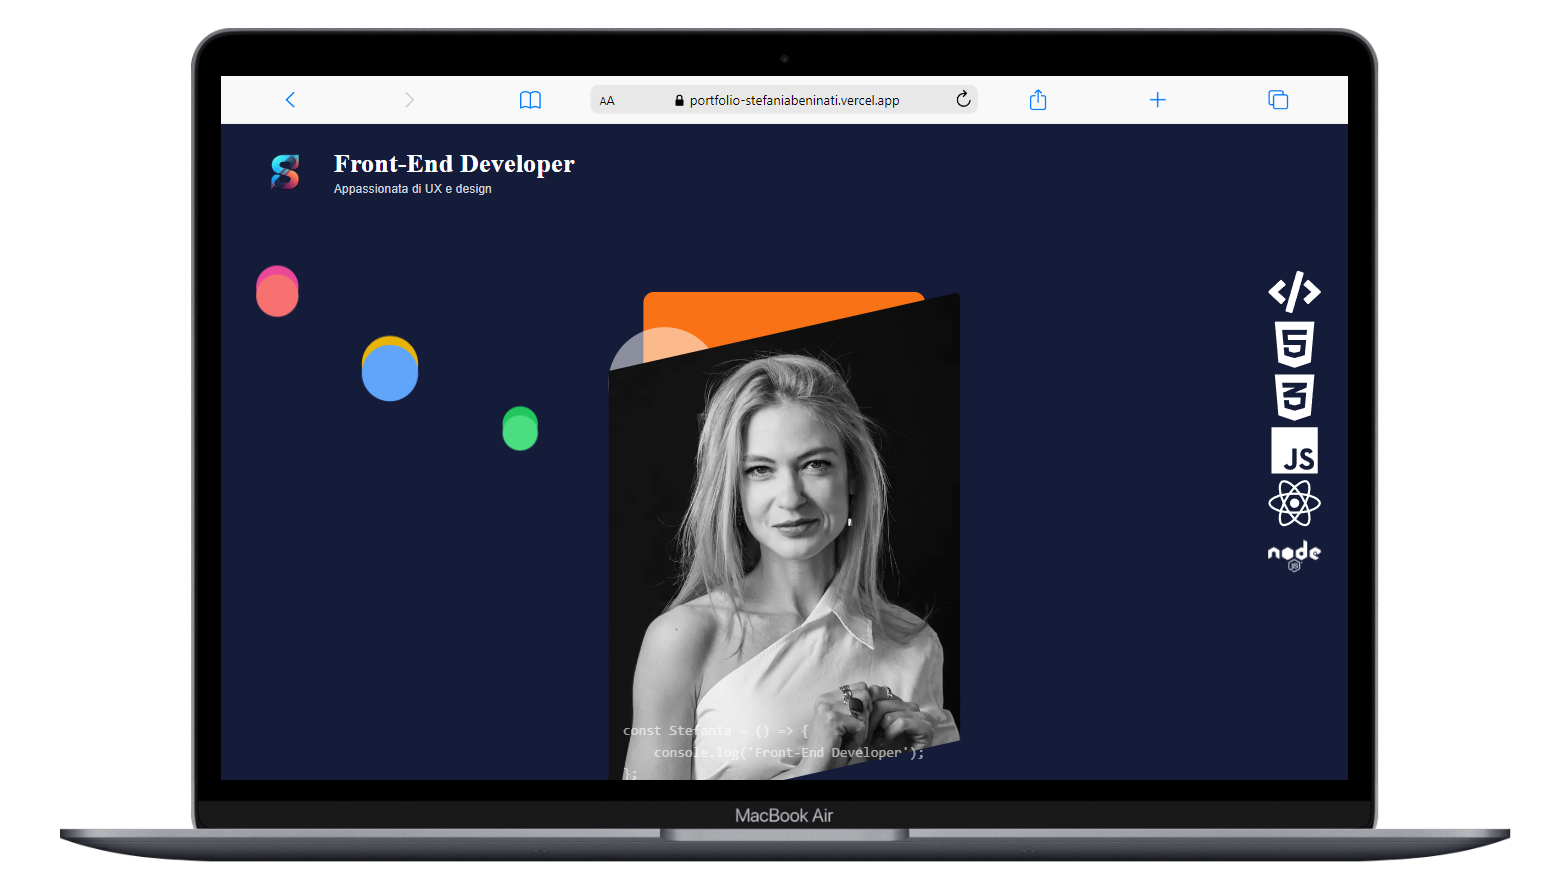 AA
portfolio-stefaniabeninati.vercel.app
Front-End Developer
Appassionata di UX e design
5
3
JS
node
JS
const Stefania = () => {
console.log('Front-End Developer');
};
MacBook Air